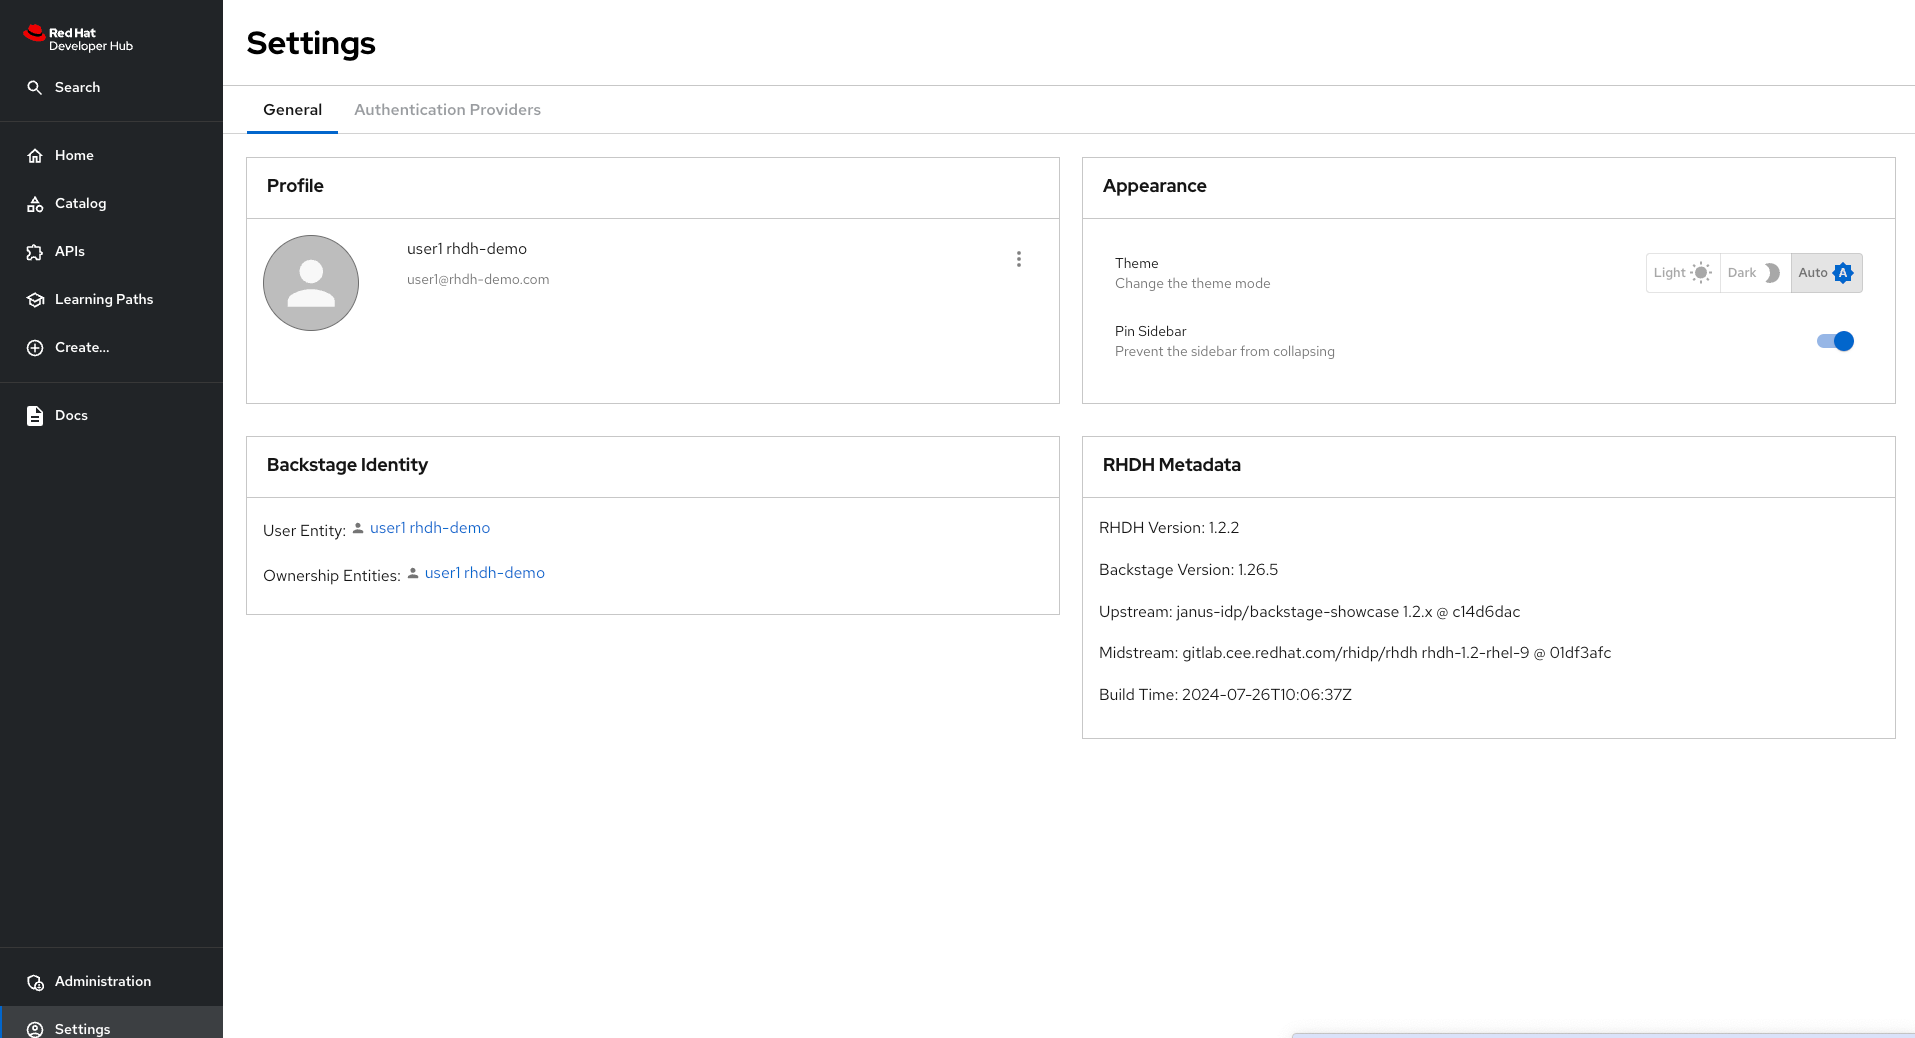 Red Hat
Developer Hub
Search
Home
Catalog
APIs
Learning Paths
Create...
Docs
Administration
Settings
Settings
General
Authentication Providers
Profile
user1 rhdh-demo
user1@rhdh-demo.com
Appearance
Theme
Change the theme mode
Light
Dark
Auto
A
Pin Sidebar
Prevent the sidebar from collapsing
Backstage Identity
User Entity: user1 rhdh-demo
Ownership Entities: user1 rhdh-demo
RHDH Metadata
RHDH Version: 1.2.2
Backstage Version: 1.26.5
Upstream: janus-idp/backstage-showcase 1.2.x @ c14d6dac
Midstream: gitlab.cee.redhat.com/rhidp/rhdh rhdh-1.2-rhel-9 @ 01df3afc
Build Time: 2024-07-26T10:06:37Z